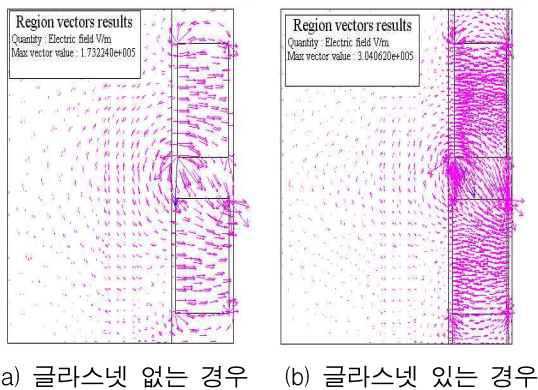 Region vectors results
Quantity : Electric field V/m
Max vector value : 1.732240e+005
Region vectors results
Quantity : Electric field V/m
Max vector value : 3.040620e+005
a) 글라스넷 없는 경우
(b) 글라스넷 있는 경우